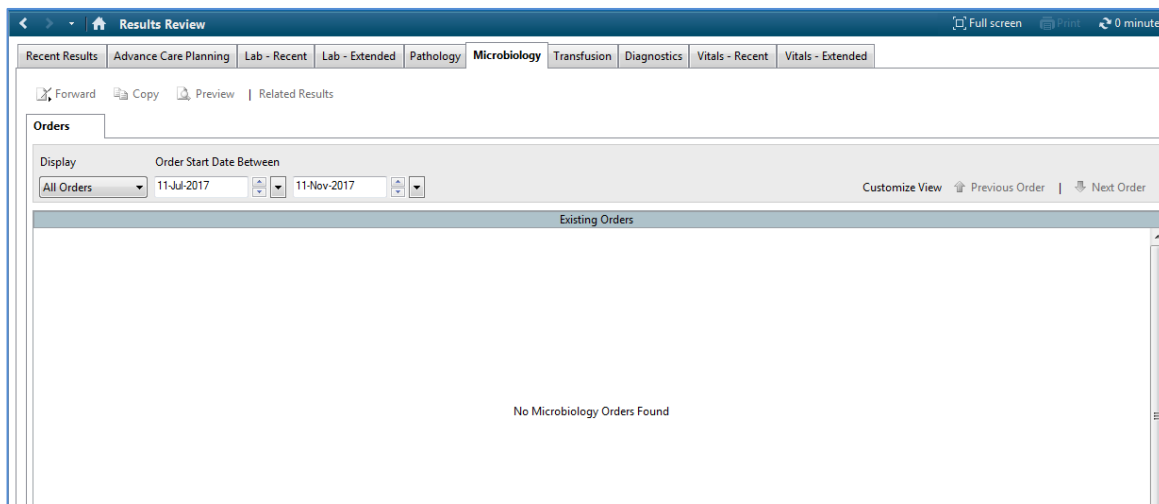 Results Review Full screen Print 0 minute
Recent Results Advance Care Planning Lab - Recent Lab - Extended Pathology Microbiology Transfusion Diagnostics Vitals - Recent Vitals - Extended
Forward Copy Preview | Related Results
Orders
Display Order Start Date Between
All Orders 11-Jul-2017 11-Nov-2017 Customize View Previous Order | Next Order
Existing Orders
No Microbiology Orders Found